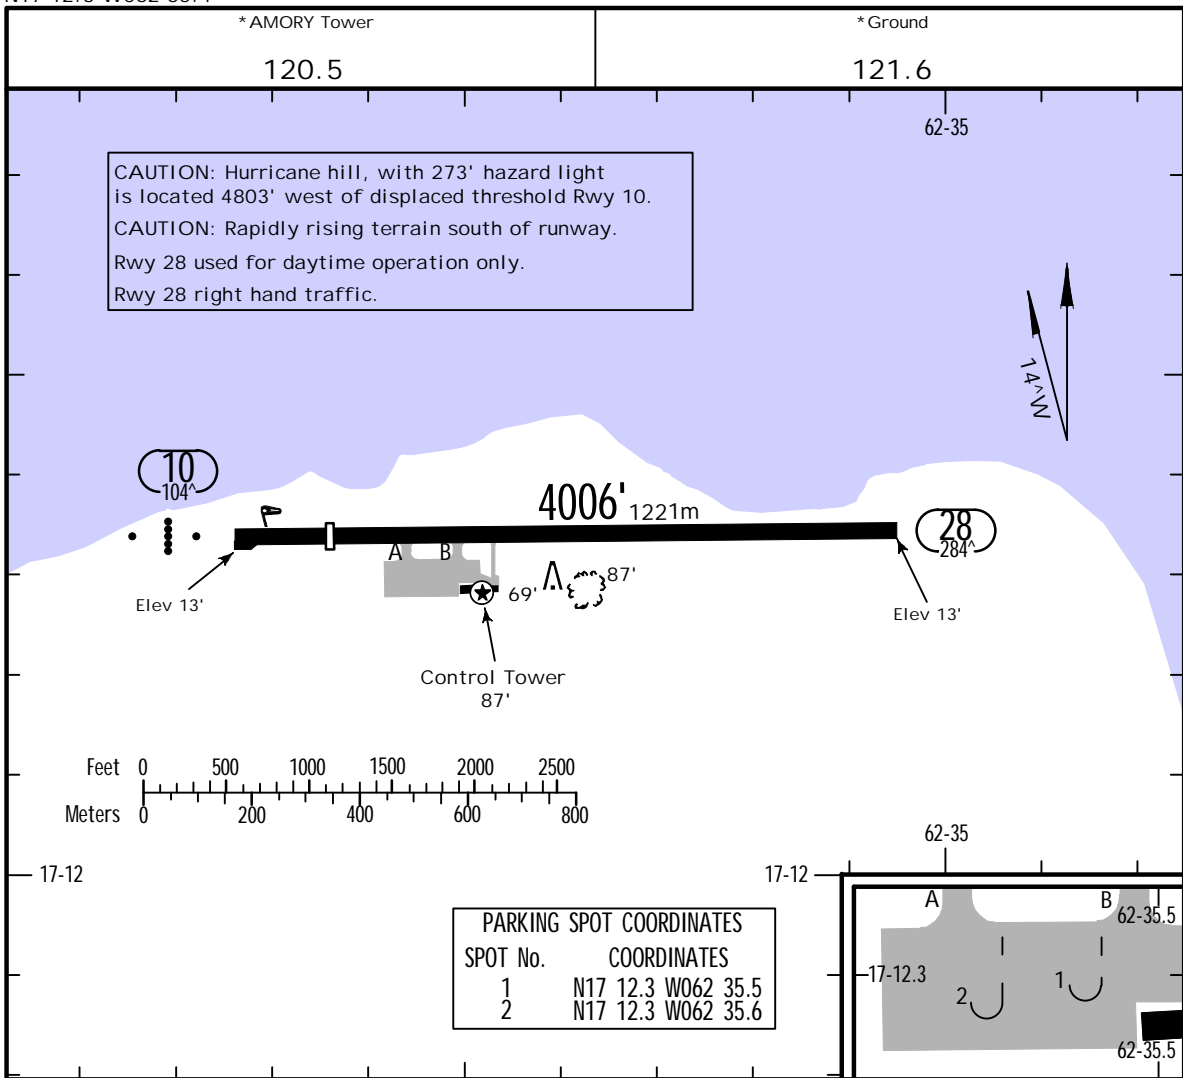 *AMORY Tower
*Ground
120.5
121.6
62-35
CAUTION: Hurricane hill, with 273' hazard light
is located 4803' west of displaced threshold Rwy 10.
CAUTION: Rapidly rising terrain south of runway.
Rwy 28 used for daytime operation only.
Rwy 28 right hand traffic.
14^W
10
104^
4006' 1221m
28
284^
A
B
Elev 13'
69'
87'
Elev 13'
Control Tower
87'
Feet 0 500 1000 1500 2000 2500
Meters 0 200 400 600 800
62-35
17-12
17-12
PARKING SPOT COORDINATES
SPOT No. COORDINATES
1 N17 12.3 W062 35.5
2 N17 12.3 W062 35.6
A
B
62-35.5
17-12.3
2
1
62-35.5